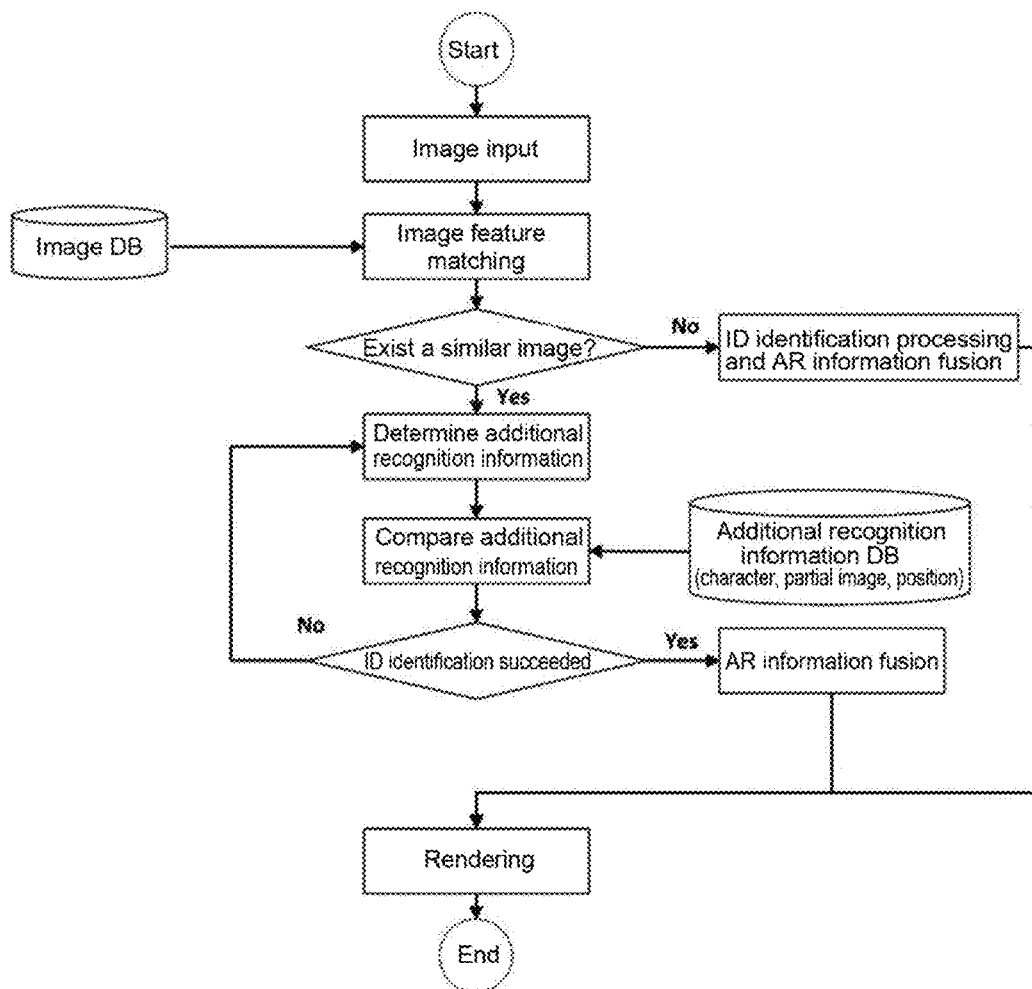 Start
Image input
Image DB
Image feature
matching
Exist a similar image?
No
ID identification processing
and AR information fusion
Yes
Determine additional
recognition information
Compare additional
recognition information
Additional recognition
information DB
(character, partial image, position)
No
ID identification succeeded
Yes
AR information fusion
Rendering
End